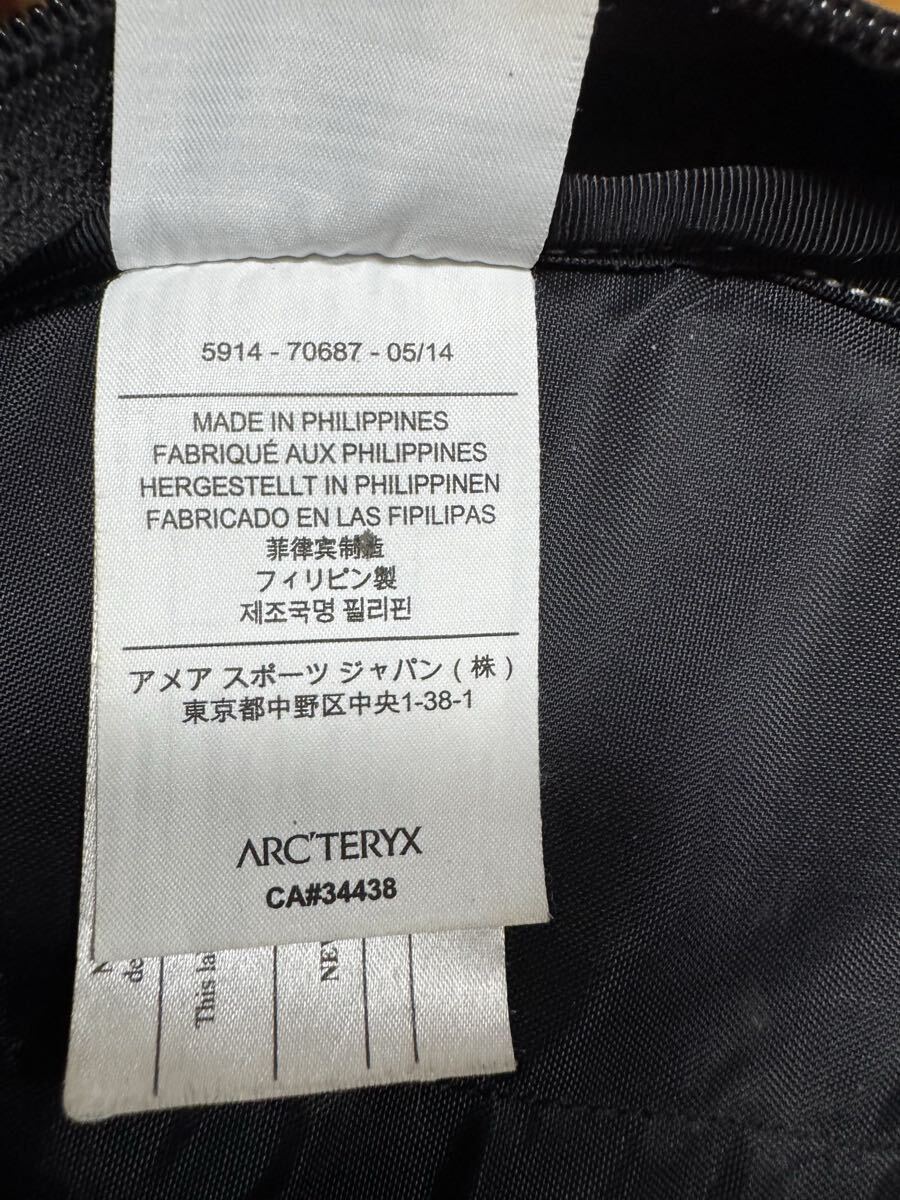 5914 - 70687 - 05/14
MADE IN PHILIPPINES
FABRIQUÉ AUX PHILIPPINES
HERGESTELLT IN PHILIPPINEN
FABRICADO EN LAS FIPILIPAS
菲律宾制造
フィリピン製
제조국명 필리핀
アメア スポーツ ジャパン ( 株 )
東京都中野区中央1-38-1
ARC'TERYX
CA#34438
This